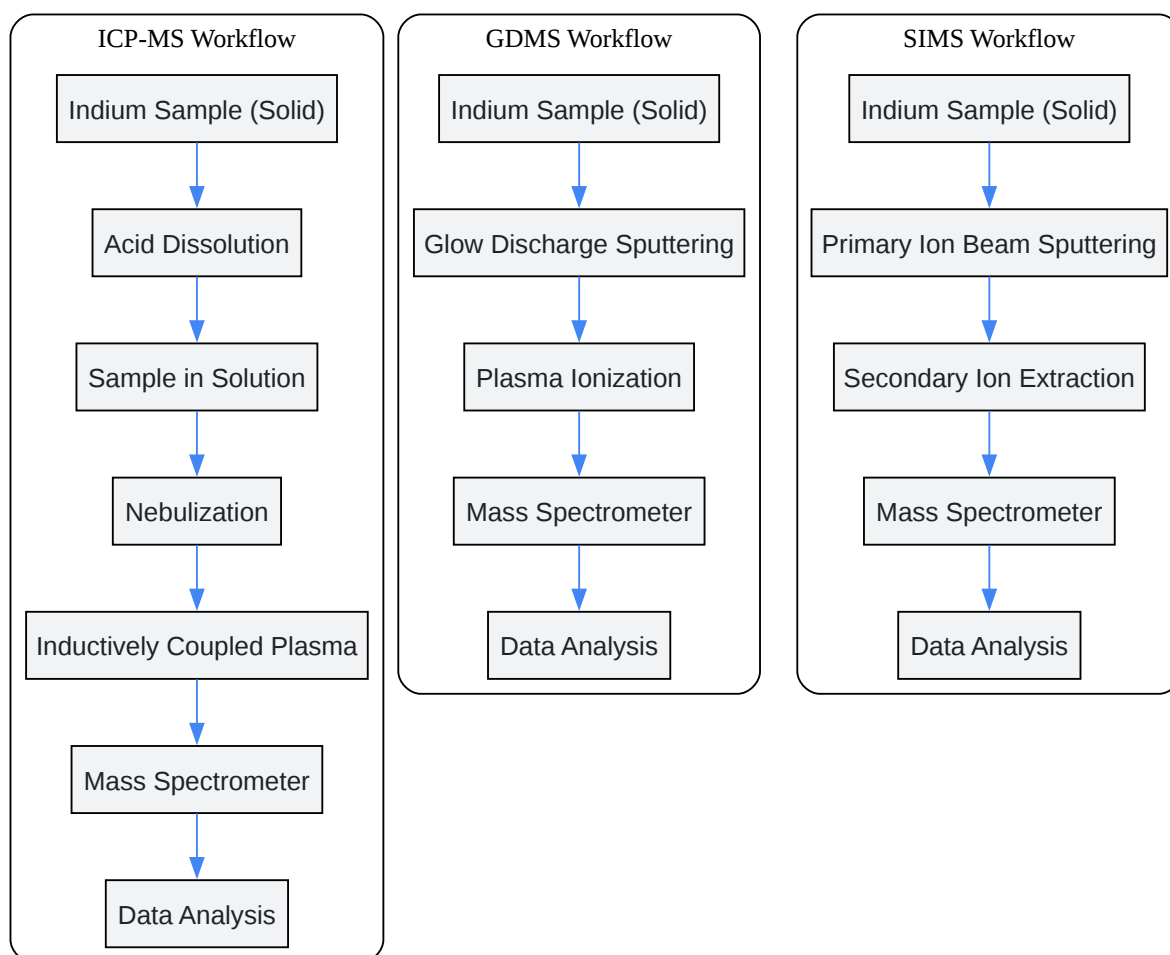 ICP-MS Workflow
Indium Sample (Solid)
Acid Dissolution
Sample in Solution
Nebulization
Inductively Coupled Plasma
Mass Spectrometer
Data Analysis
GDMS Workflow
Indium Sample (Solid)
Glow Discharge Sputtering
Plasma Ionization
Mass Spectrometer
Data Analysis
SIMS Workflow
Indium Sample (Solid)
Primary Ion Beam Sputtering
Secondary Ion Extraction
Mass Spectrometer
Data Analysis